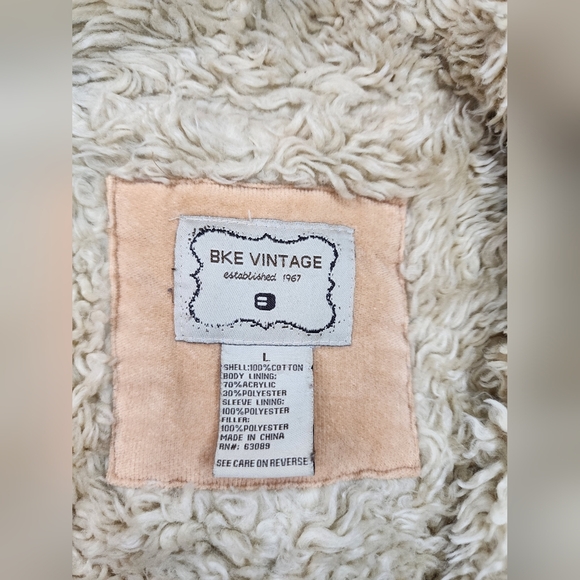 BKE VINTAGE
established 1967
B
L
SHELL:100%COTTON
BODY LINING:
70%ACRYLIC
30%POLYESTER
SLEEVE LINING:
100%POLYESTER
FILLER:
100%POLYESTER
MADE IN CHINA
RN#: 63089
SEE CARE ON REVERSE